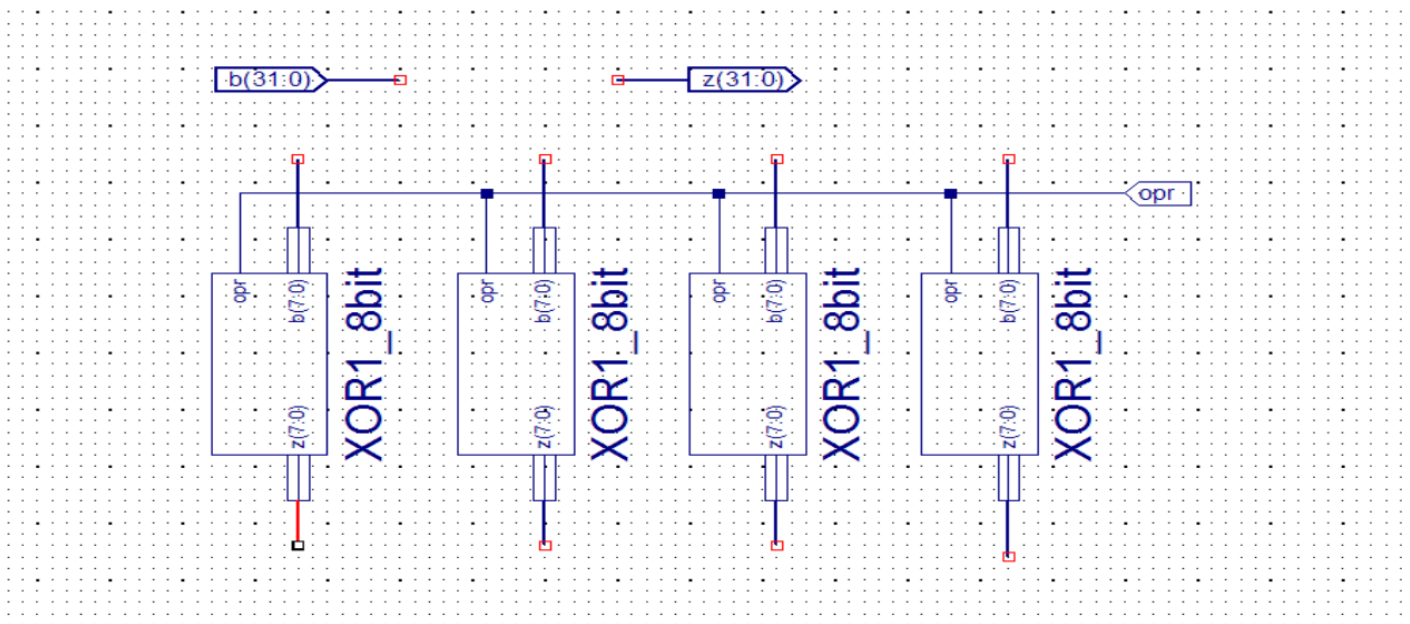 b(31:0)
z(31:0)
opr
opr
b(7:0)
z(7:0)
XOR1_8bit
opr
b(7:0)
z(7:0)
XOR1_8bit
opr
b(7:0)
z(7:0)
XOR1_8bit
opr
b(7:0)
z(7:0)
XOR1_8bit